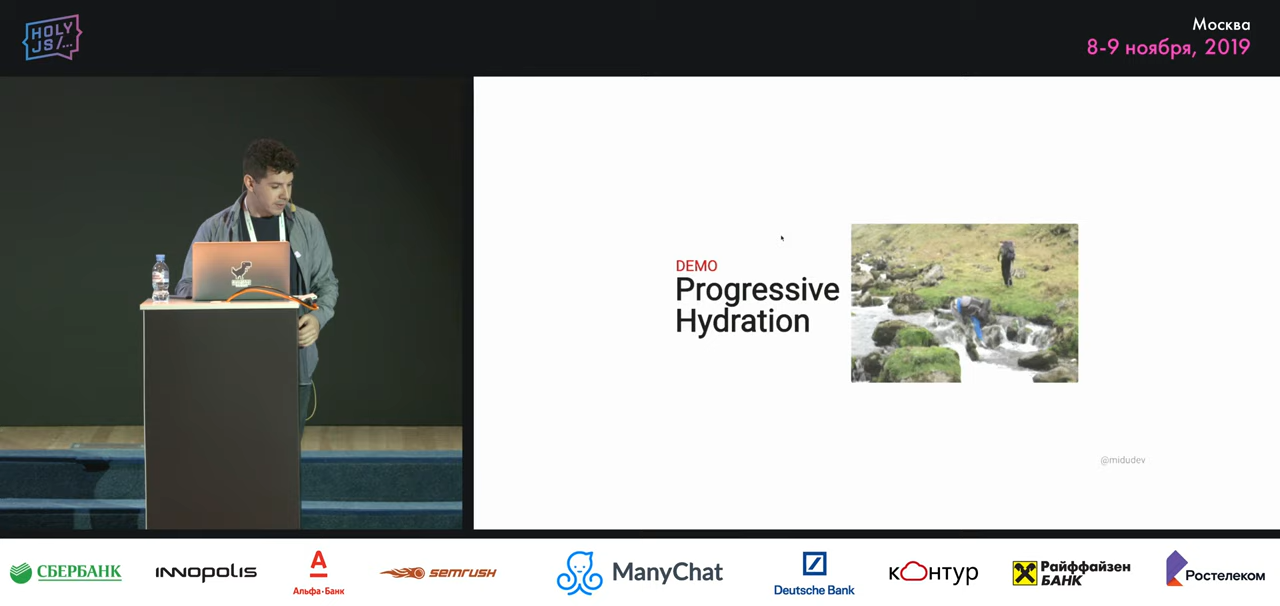 HOLY
JS/...
Москва
8-9 ноября, 2019
DEMO
Progressive
Hydration
@midudev
СБЕРБАНК
INNOPOLIS
Альфа·Банк
semrush
ManyChat
Deutsche Bank
кОнтур
Райффайзен
БАНК
Ростелеком